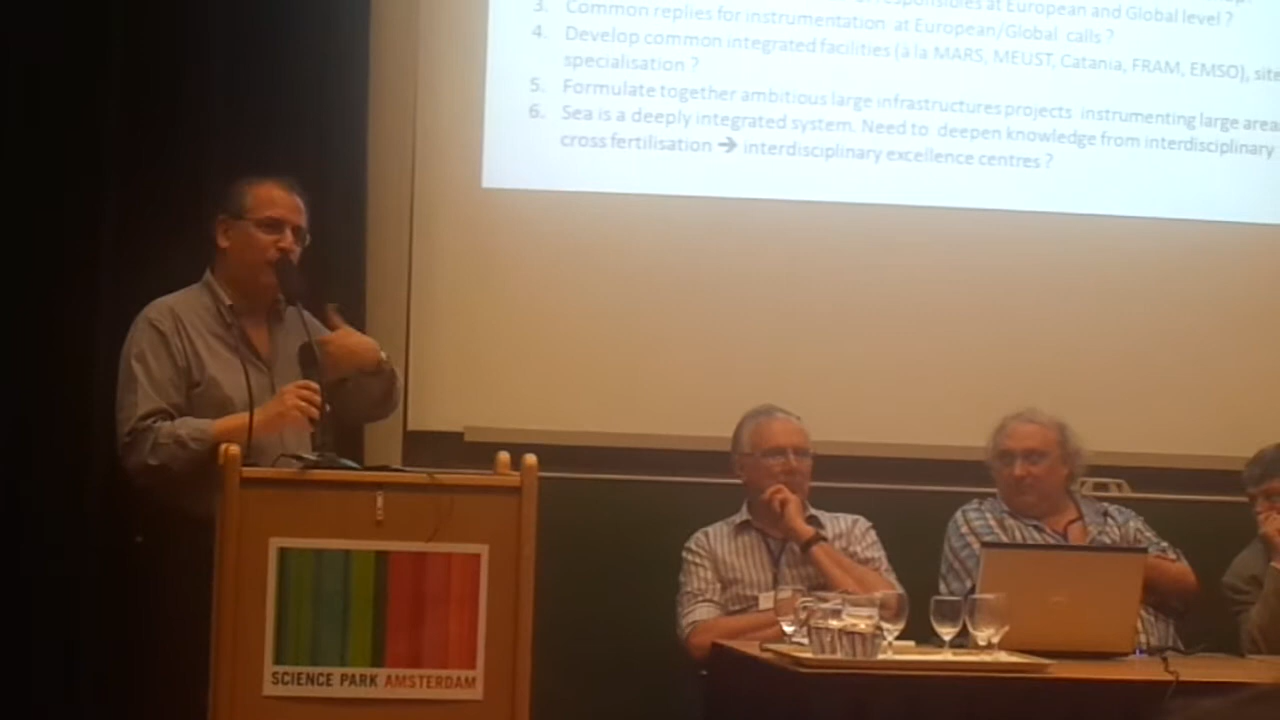 responsibles at European and Global level ?
3. Common replies for instrumentation at European/Global calls ?
4. Develop common integrated facilities (à la MARS, MEUST, Catania, FRAM, EMSO), site
specialisation ?
5. Formulate together ambitious large infrastructures projects instrumenting large area
6. Sea is a deeply integrated system. Need to deepen knowledge from interdisciplinary
cross fertilisation ➔ interdisciplinary excellence centres ?
SCIENCE PARK AMSTERDAM